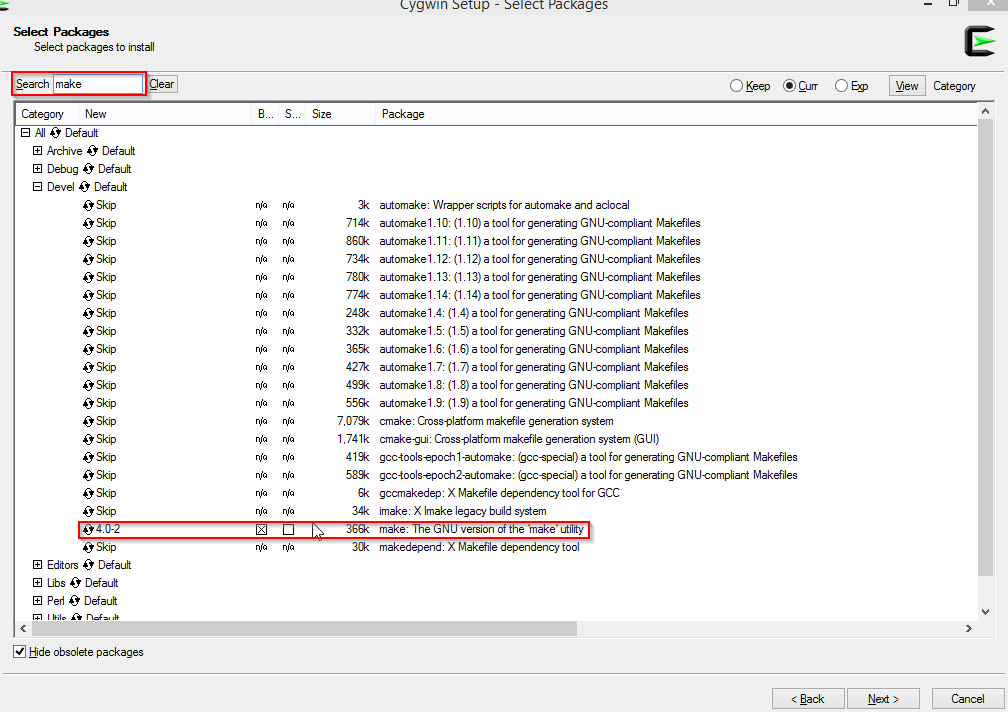 Cygwin Setup - Select Packages
Select Packages
Select packages to install
Search make Clear Keep Curr Exp View Category
Category New B... S... Size Package
All Default
Archive Default
Debug Default
Devel Default
Skip n/a n/a 3k automake: Wrapper scripts for automake and aclocal
Skip n/a n/a 714k automake1.10: (1.10) a tool for generating GNU-compliant Makefiles
Skip n/a n/a 860k automake1.11: (1.11) a tool for generating GNU-compliant Makefiles
Skip n/a n/a 734k automake1.12: (1.12) a tool for generating GNU-compliant Makefiles
Skip n/a n/a 780k automake1.13: (1.13) a tool for generating GNU-compliant Makefiles
Skip n/a n/a 774k automake1.14: (1.14) a tool for generating GNU-compliant Makefiles
Skip n/a n/a 248k automake1.4: (1.4) a tool for generating GNU-compliant Makefiles
Skip n/a n/a 332k automake1.5: (1.5) a tool for generating GNU-compliant Makefiles
Skip n/a n/a 365k automake1.6: (1.6) a tool for generating GNU-compliant Makefiles
Skip n/a n/a 427k automake1.7: (1.7) a tool for generating GNU-compliant Makefiles
Skip n/a n/a 499k automake1.8: (1.8) a tool for generating GNU-compliant Makefiles
Skip n/a n/a 556k automake1.9: (1.9) a tool for generating GNU-compliant Makefiles
Skip n/a n/a 7,079k cmake: Cross-platform makefile generation system
Skip n/a n/a 1,741k cmake-gui: Cross-platform makefile generation system (GUI)
Skip n/a n/a 419k gcc-tools-epoch1-automake: (gcc-special) a tool for generating GNU-compliant Makefiles
Skip n/a n/a 589k gcc-tools-epoch2-automake: (gcc-special) a tool for generating GNU-compliant Makefiles
Skip n/a n/a 6k gccmakedep: X Makefile dependency tool for GCC
Skip n/a n/a 34k imake: X Imake legacy build system
4.0-2 366k make: The GNU version of the 'make' utility
Skip n/a n/a 30k makedepend: X Makefile dependency tool
Editors Default
Libs Default
Perl Default
Utils Default
Hide obsolete packages
< Back Next > Cancel